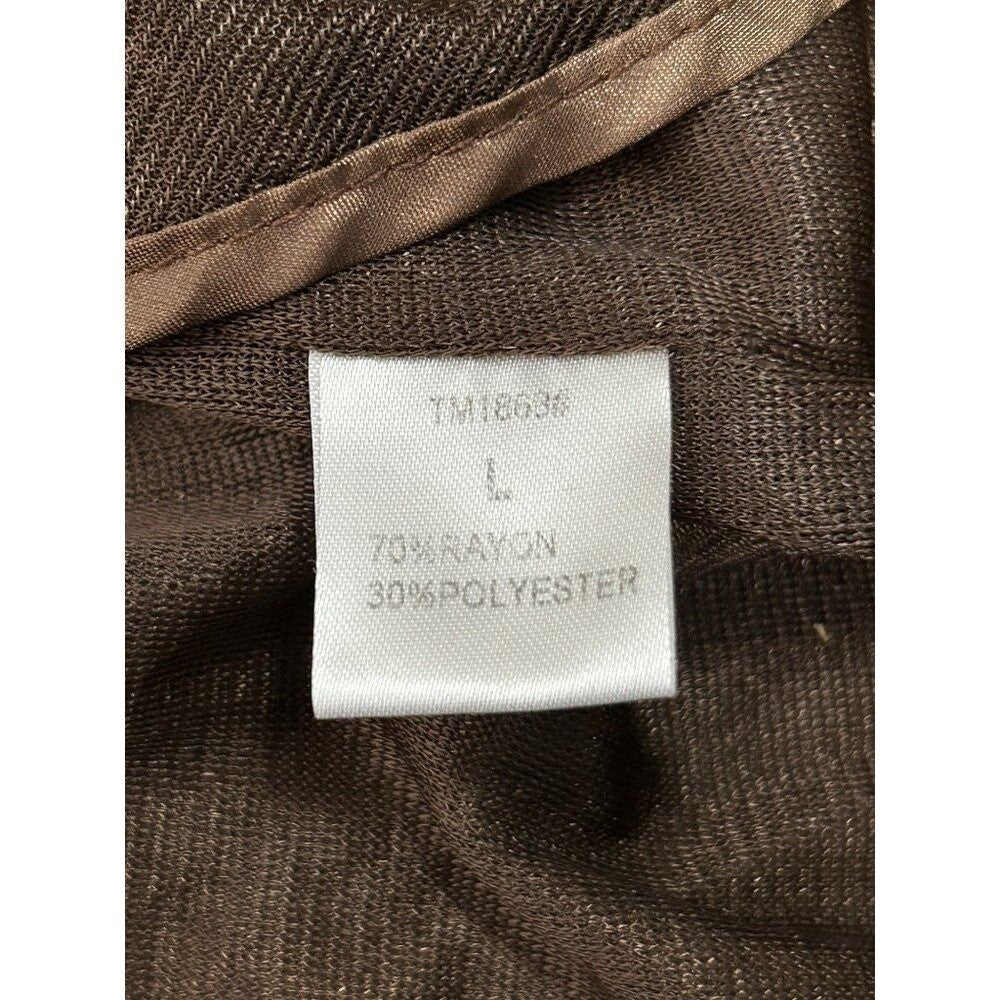 TM1863#
L
70%RAYON
30%POLYESTER